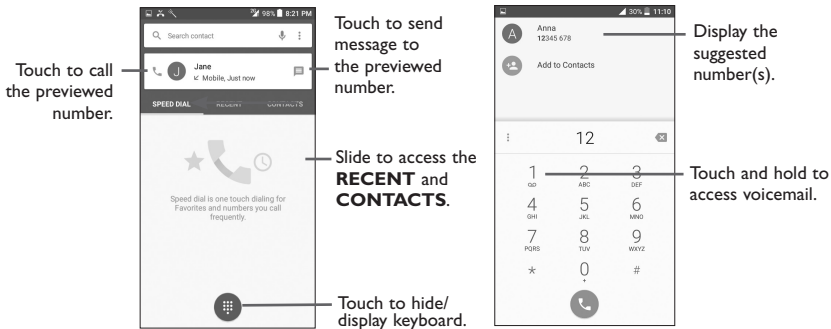 98% 8:21 PM
Search contact
Jane
Mobile, Just now
SPEED DIAL RECENT CONTACTS
Speed dial is one touch dialing for
Favorites and numbers you call
frequently.
Touch to call
the previewed
number.
Touch to send
message to
the previewed
number.
Slide to access the
RECENT and
CONTACTS.
Touch to hide/
display keyboard.
30% 11:10
A
Anna
12345 678
Add to Contacts
12
1
2 ABC
3 DEF
4 GHI
5 JKL
6 MNO
7 PQRS
8 TUV
9 WXYZ
*
0 +
#
Display the
suggested
number(s).
Touch and hold to
access voicemail.
J